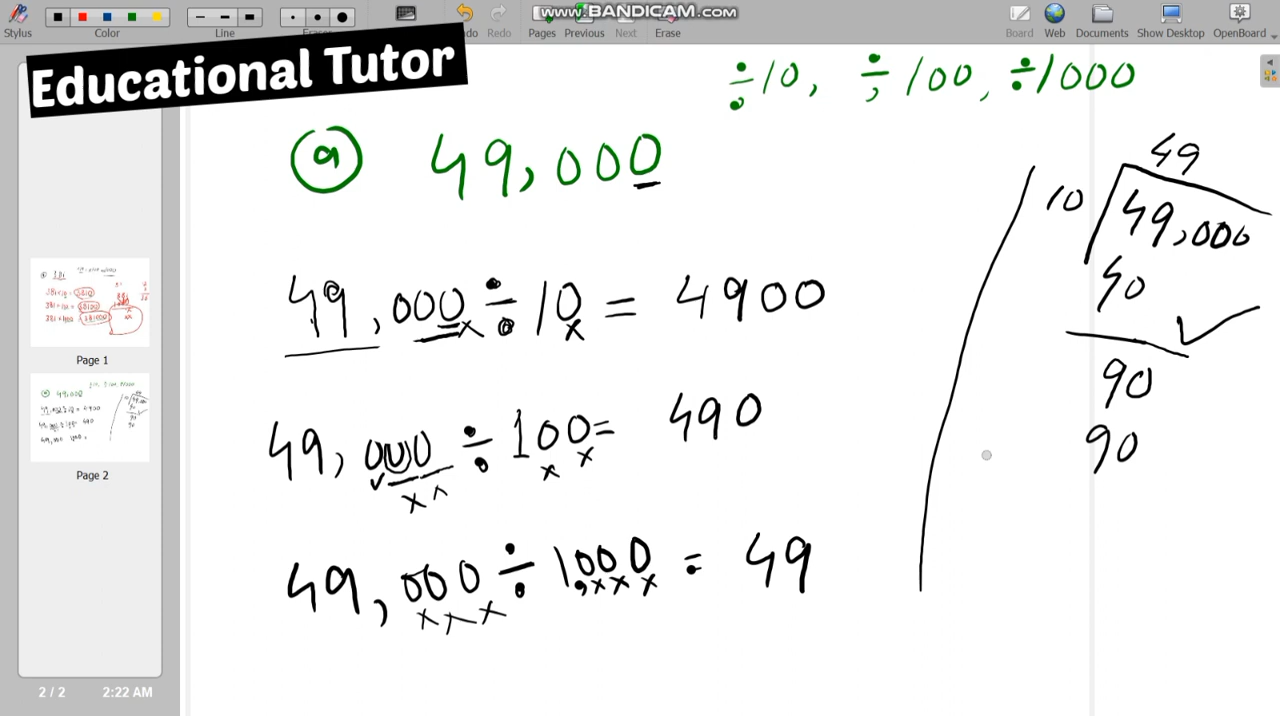 www.BANDICAM.com
Stylus
Color
Line
Undo
Redo
Pages
Previous
Next
Erase
Board
Web
Documents
Show Desktop
OpenBoard
Educational Tutor
÷10, ÷100, ÷1000
a 49,000
49,000 ÷ 10 = 4900
49,000 ÷ 100 = 490
49,000 ÷ 1000 = 49
49
10 49,000
40
90
90
Page 1
Page 2
2 / 2
2:22 AM